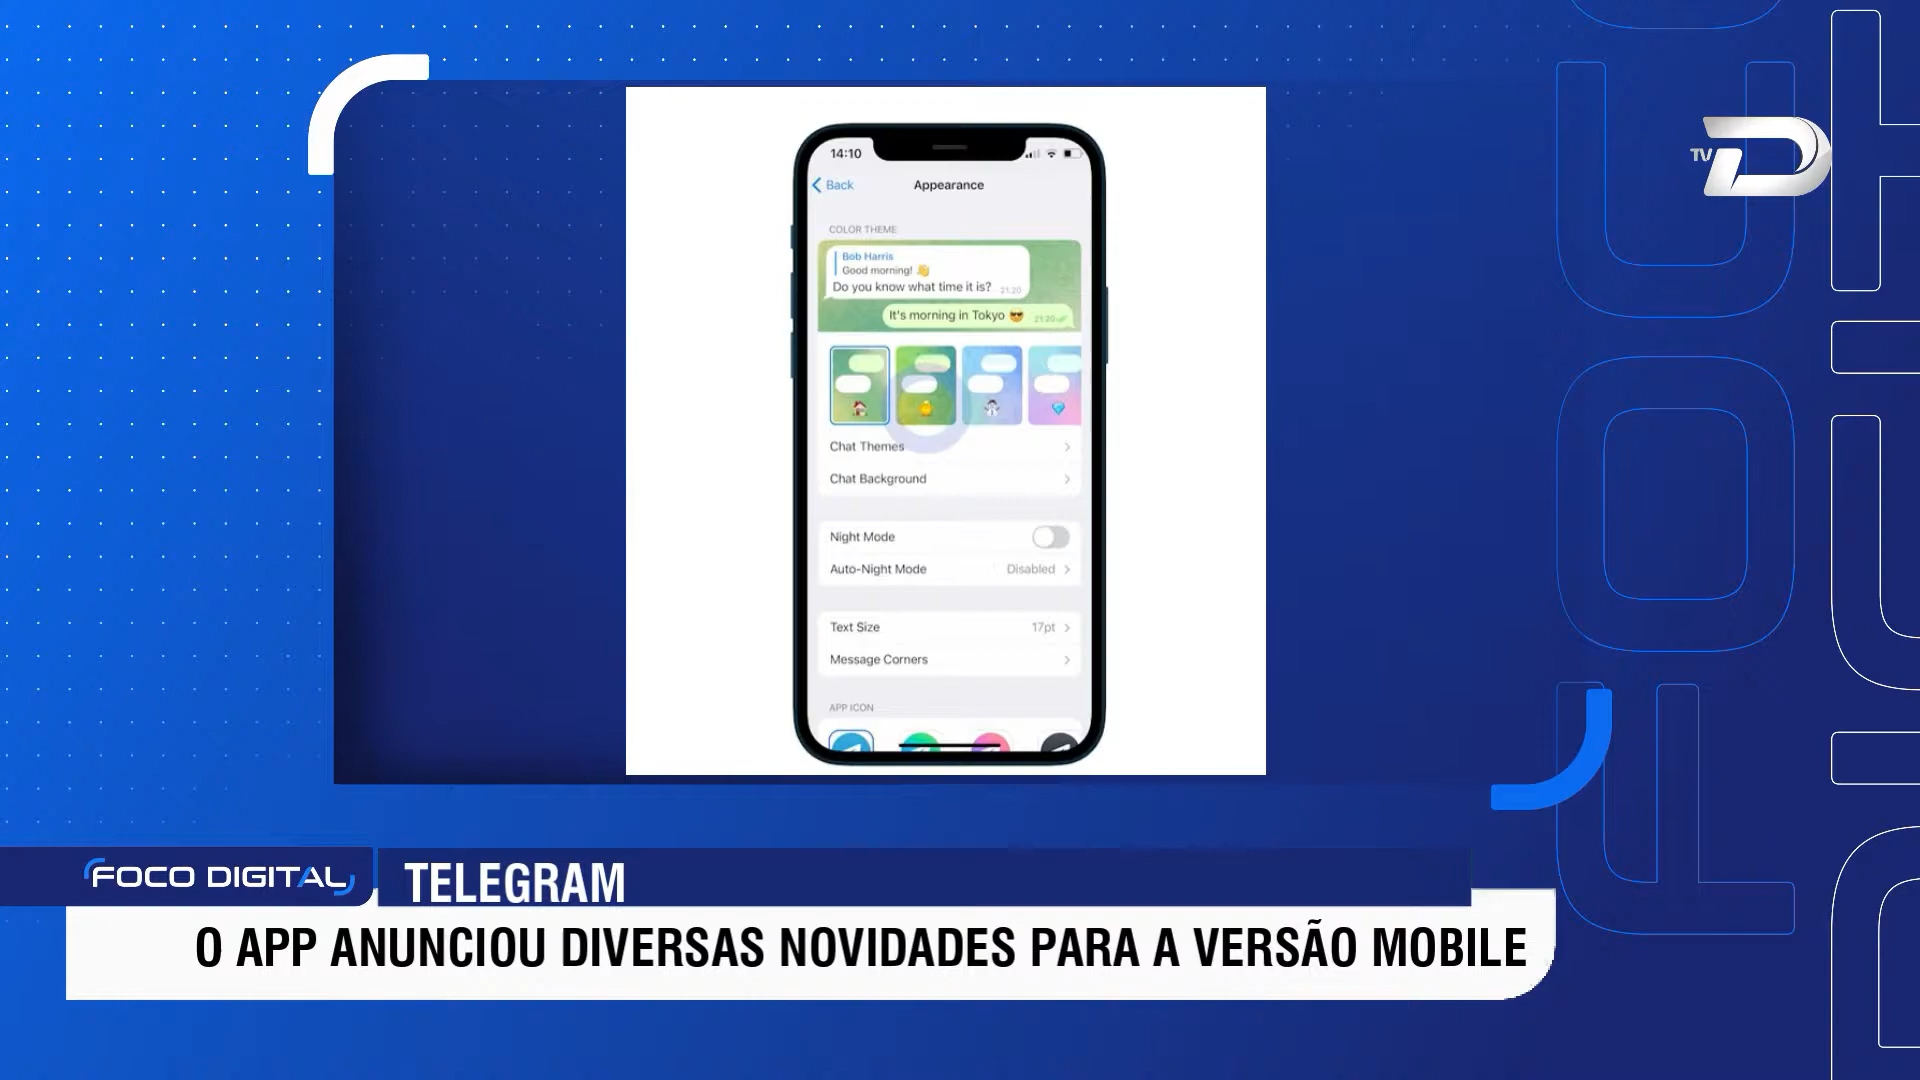 TV
14:10
Back
Appearance
COLOR THEME
Bob Harris
Good morning! 👋
Do you know what time it is? 21:20
It's morning in Tokyo 😎 21:20
Chat Themes
Chat Background
Night Mode
Auto-Night Mode Disabled
Text Size 17pt
Message Corners
APP ICON
FOCO DIGITAL
TELEGRAM
O APP ANUNCIOU DIVERSAS NOVIDADES PARA A VERSÃO MOBILE